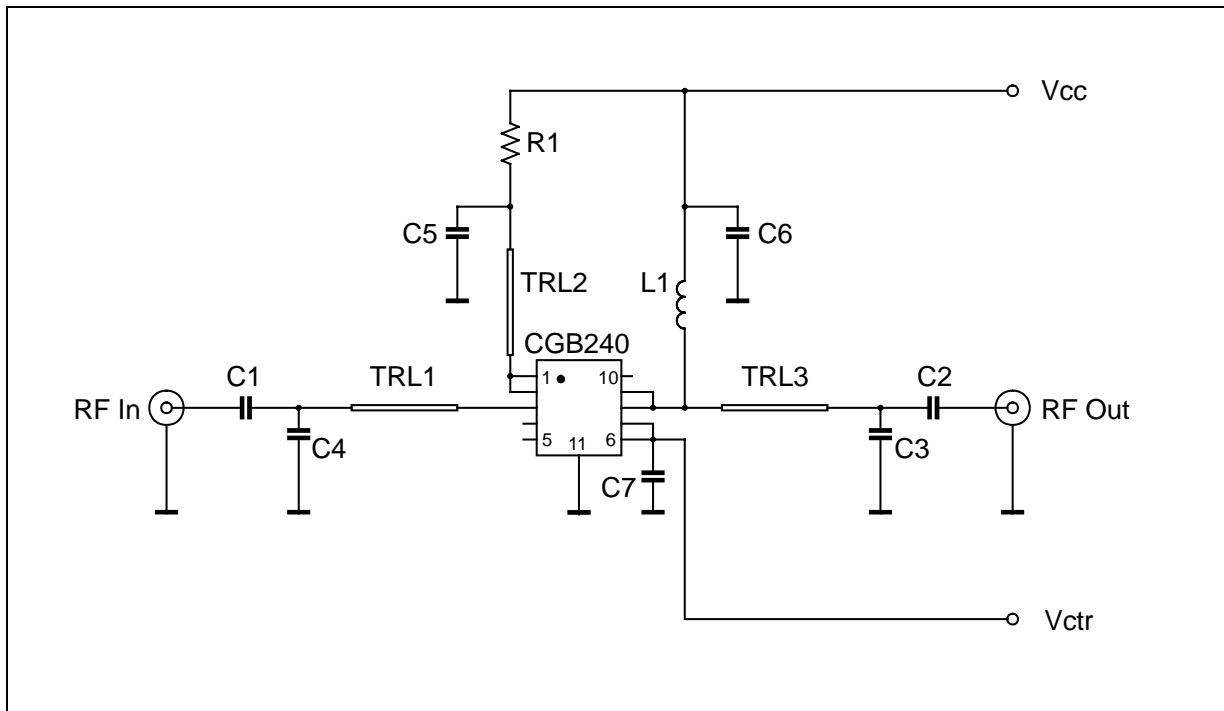 Vcc
R1
C5
C6
TRL2
L1
CGB240
C1
TRL1
1
10
TRL3
C2
RF In
RF Out
C4
5
11
6
C3
C7
Vctr